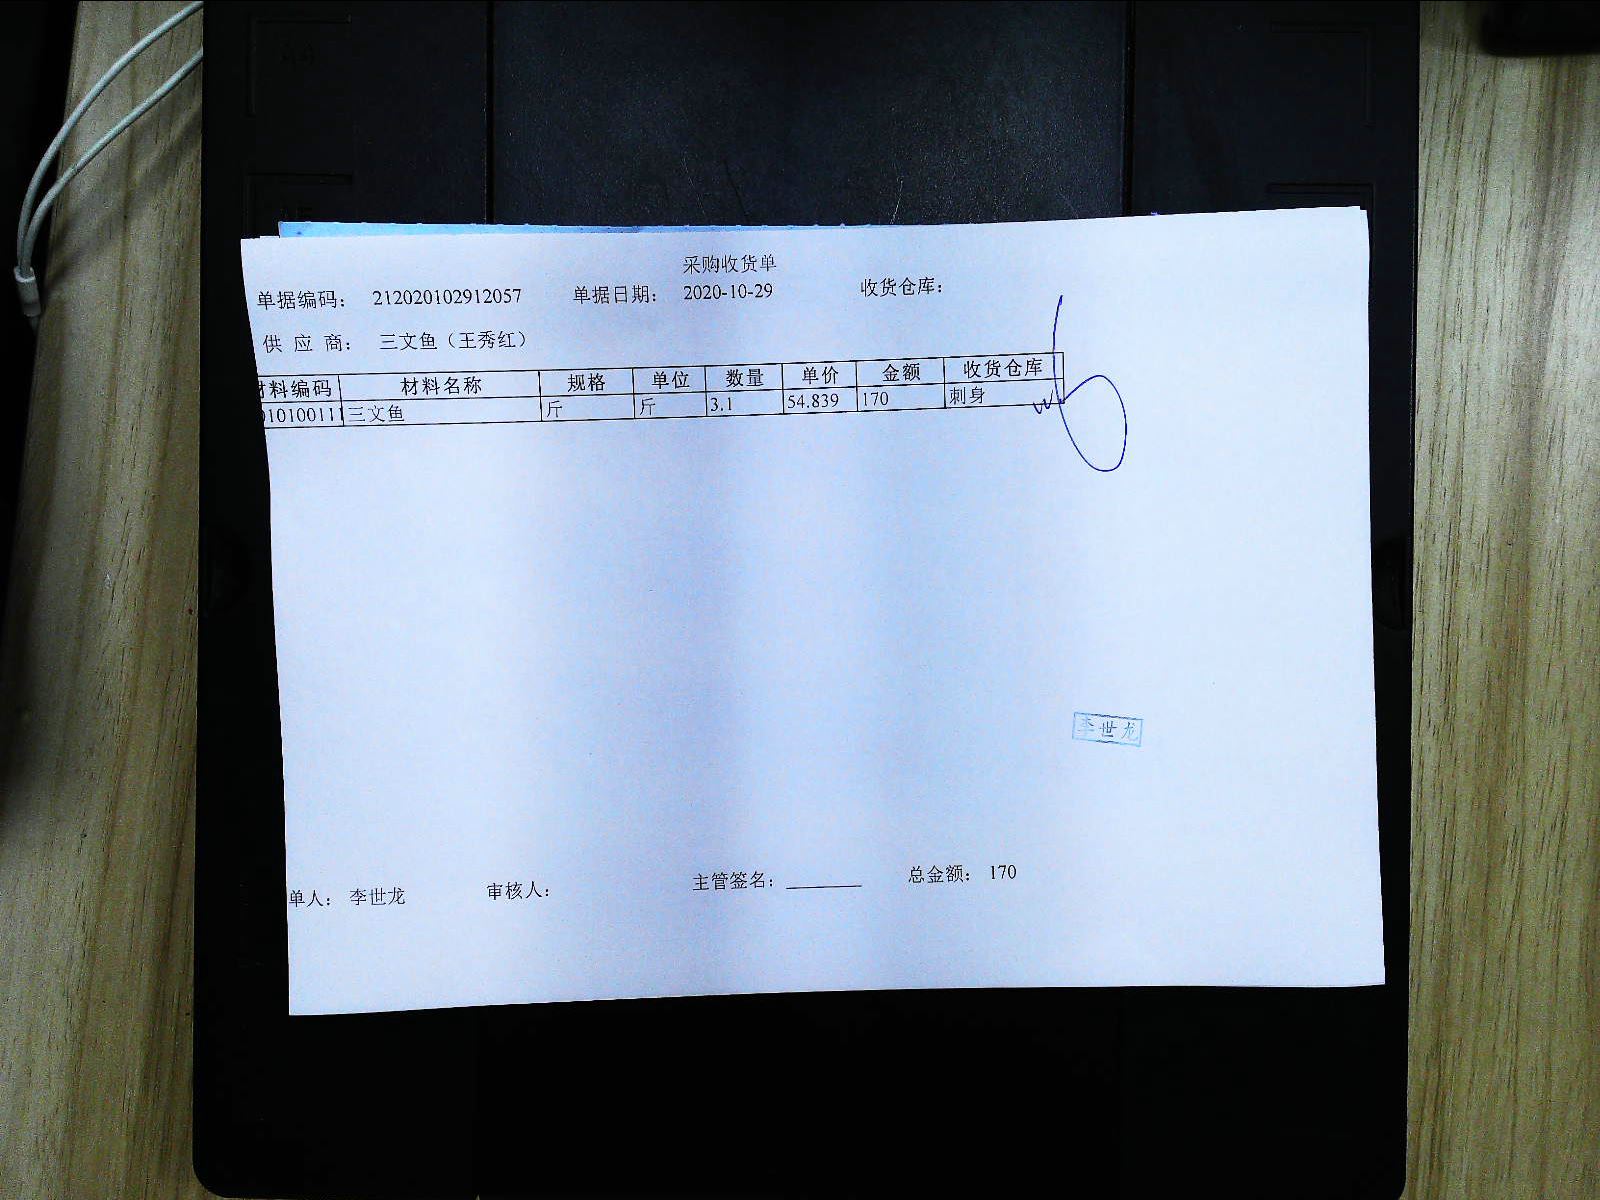 采购收货单
单据编码： 212020102912057 单据日期： 2020-10-29 收货仓库：
供 应 商： 三文鱼（王秀红）
材料编码 材料名称 规格 单位 数量 单价 金额 收货仓库
01010011 三文鱼 斤 斤 3.1 54.839 170 刺身
李世龙
单人： 李世龙 审核人： 主管签名：________ 总金额： 170